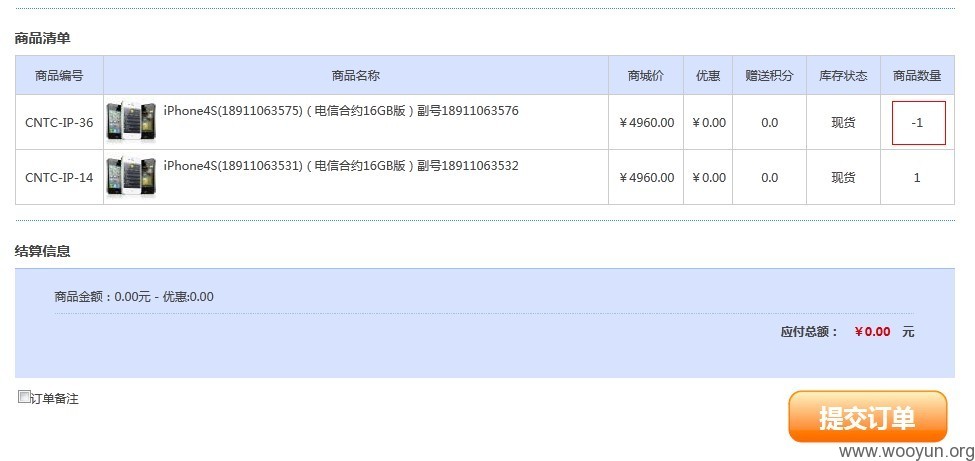 商品清单
商品编号 商品名称 商城价 优惠 赠送积分 库存状态 商品数量
CNTC-IP-36 iPhone4S(18911063575)（电信合约16GB版）副号18911063576 ￥4960.00 ￥0.00 0.0 现货 -1
CNTC-IP-14 iPhone4S(18911063531)（电信合约16GB版）副号18911063532 ￥4960.00 ￥0.00 0.0 现货 1
结算信息
商品金额：0.00元 - 优惠:0.00
应付总额： ￥0.00 元
订单备注
提交订单
www.wooyun.org